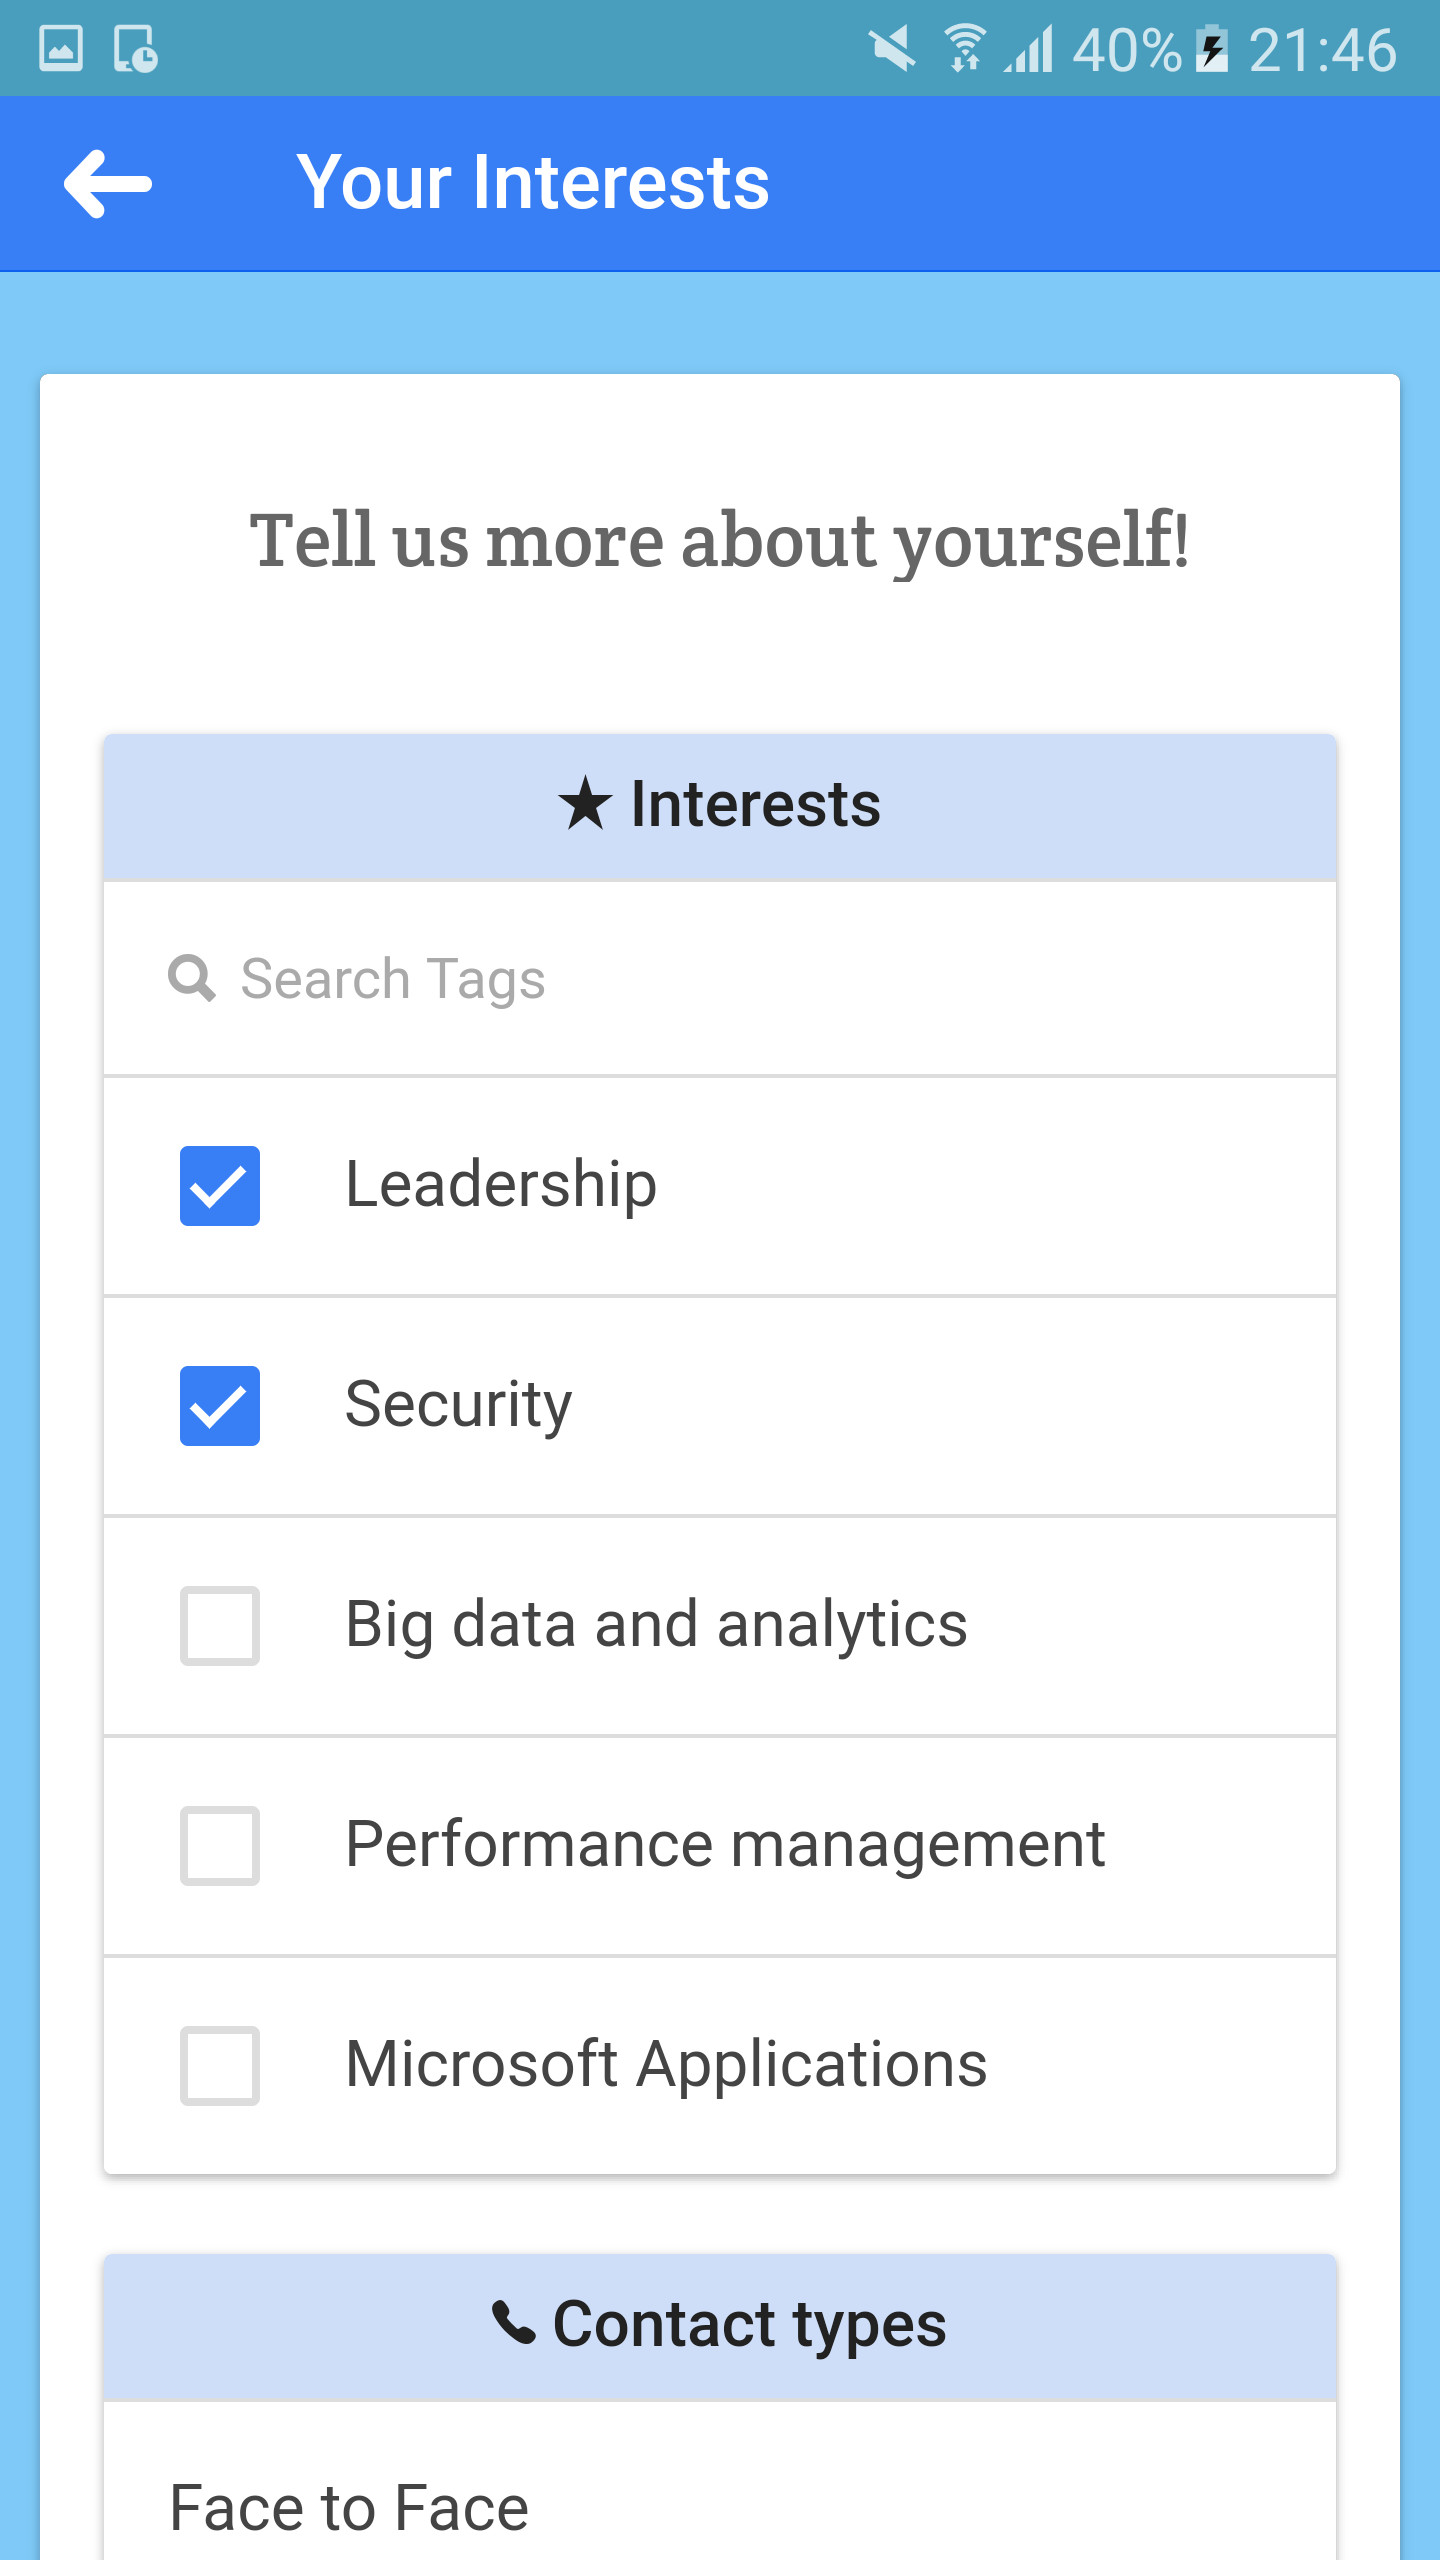 40% 21:46
Your Interests
Tell us more about yourself!
Interests
Search Tags
Leadership
Security
Big data and analytics
Performance management
Microsoft Applications
Contact types
Face to Face